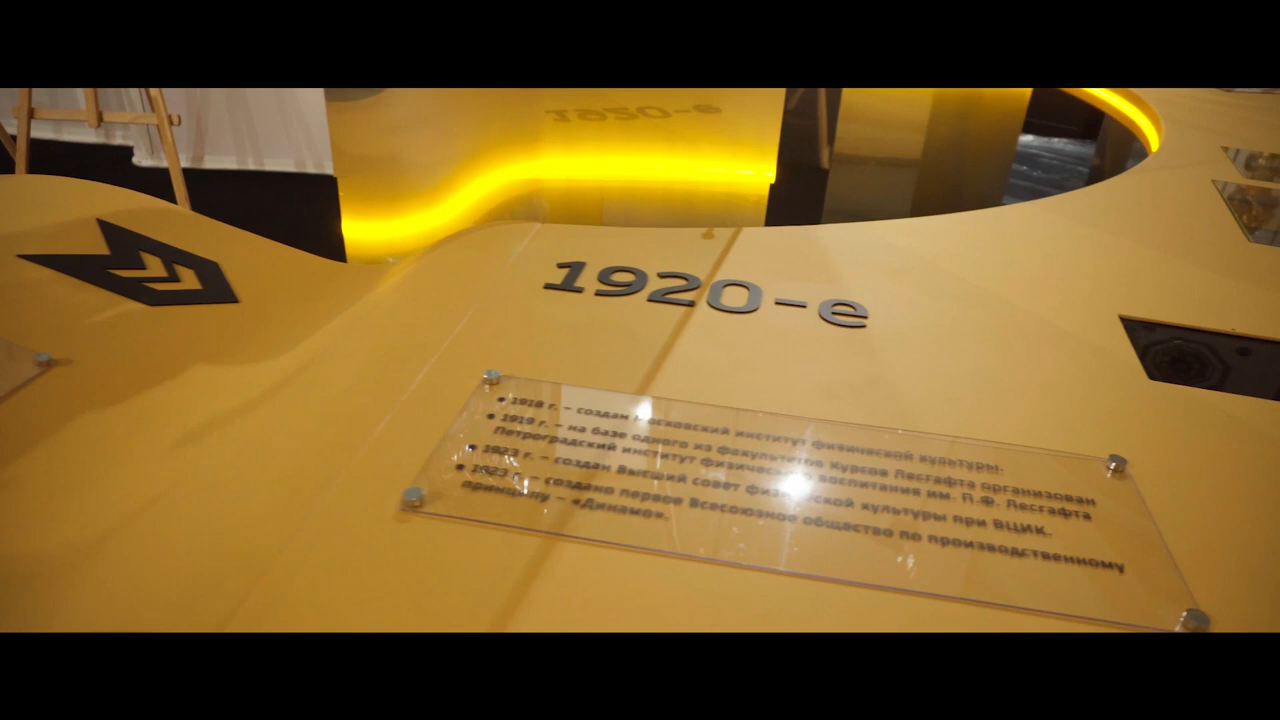 1920-е
1920-е
• 1918 г. – создан Московский институт физической культуры.
• 1919 г. – на базе одного из факультетов Курсов Лесгафта организован
Петроградский институт физического воспитания им. П.Ф. Лесгафта
• 1923 г. – создан Высший совет физической культуры при ВЦИК.
• 1923 г. – создано первое Всесоюзное общество по производственному
принципу – «Динамо».